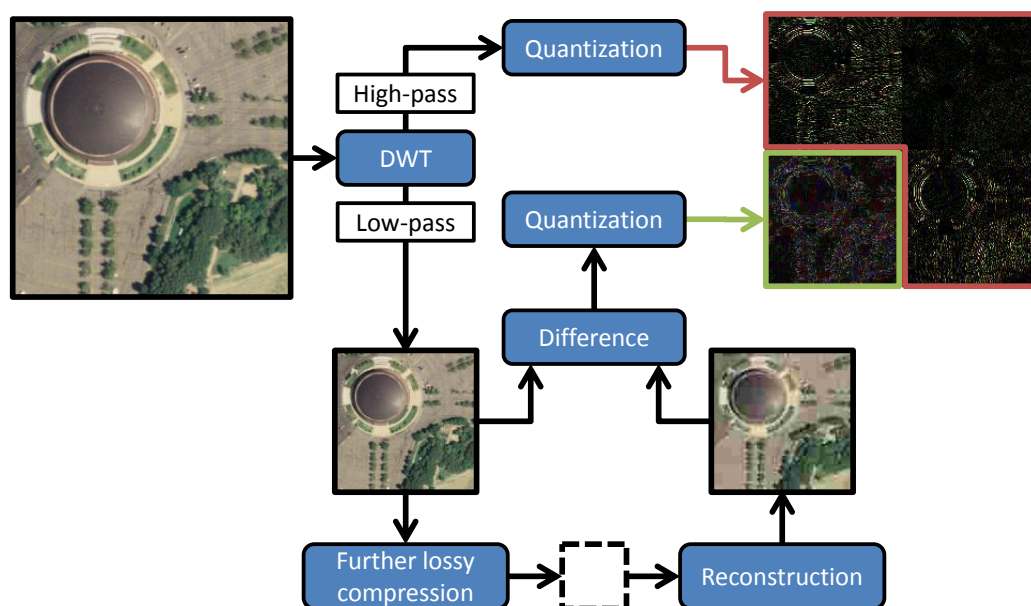 Quantization
High-pass
DWT
Low-pass
Quantization
Difference
Further lossy
compression
Reconstruction